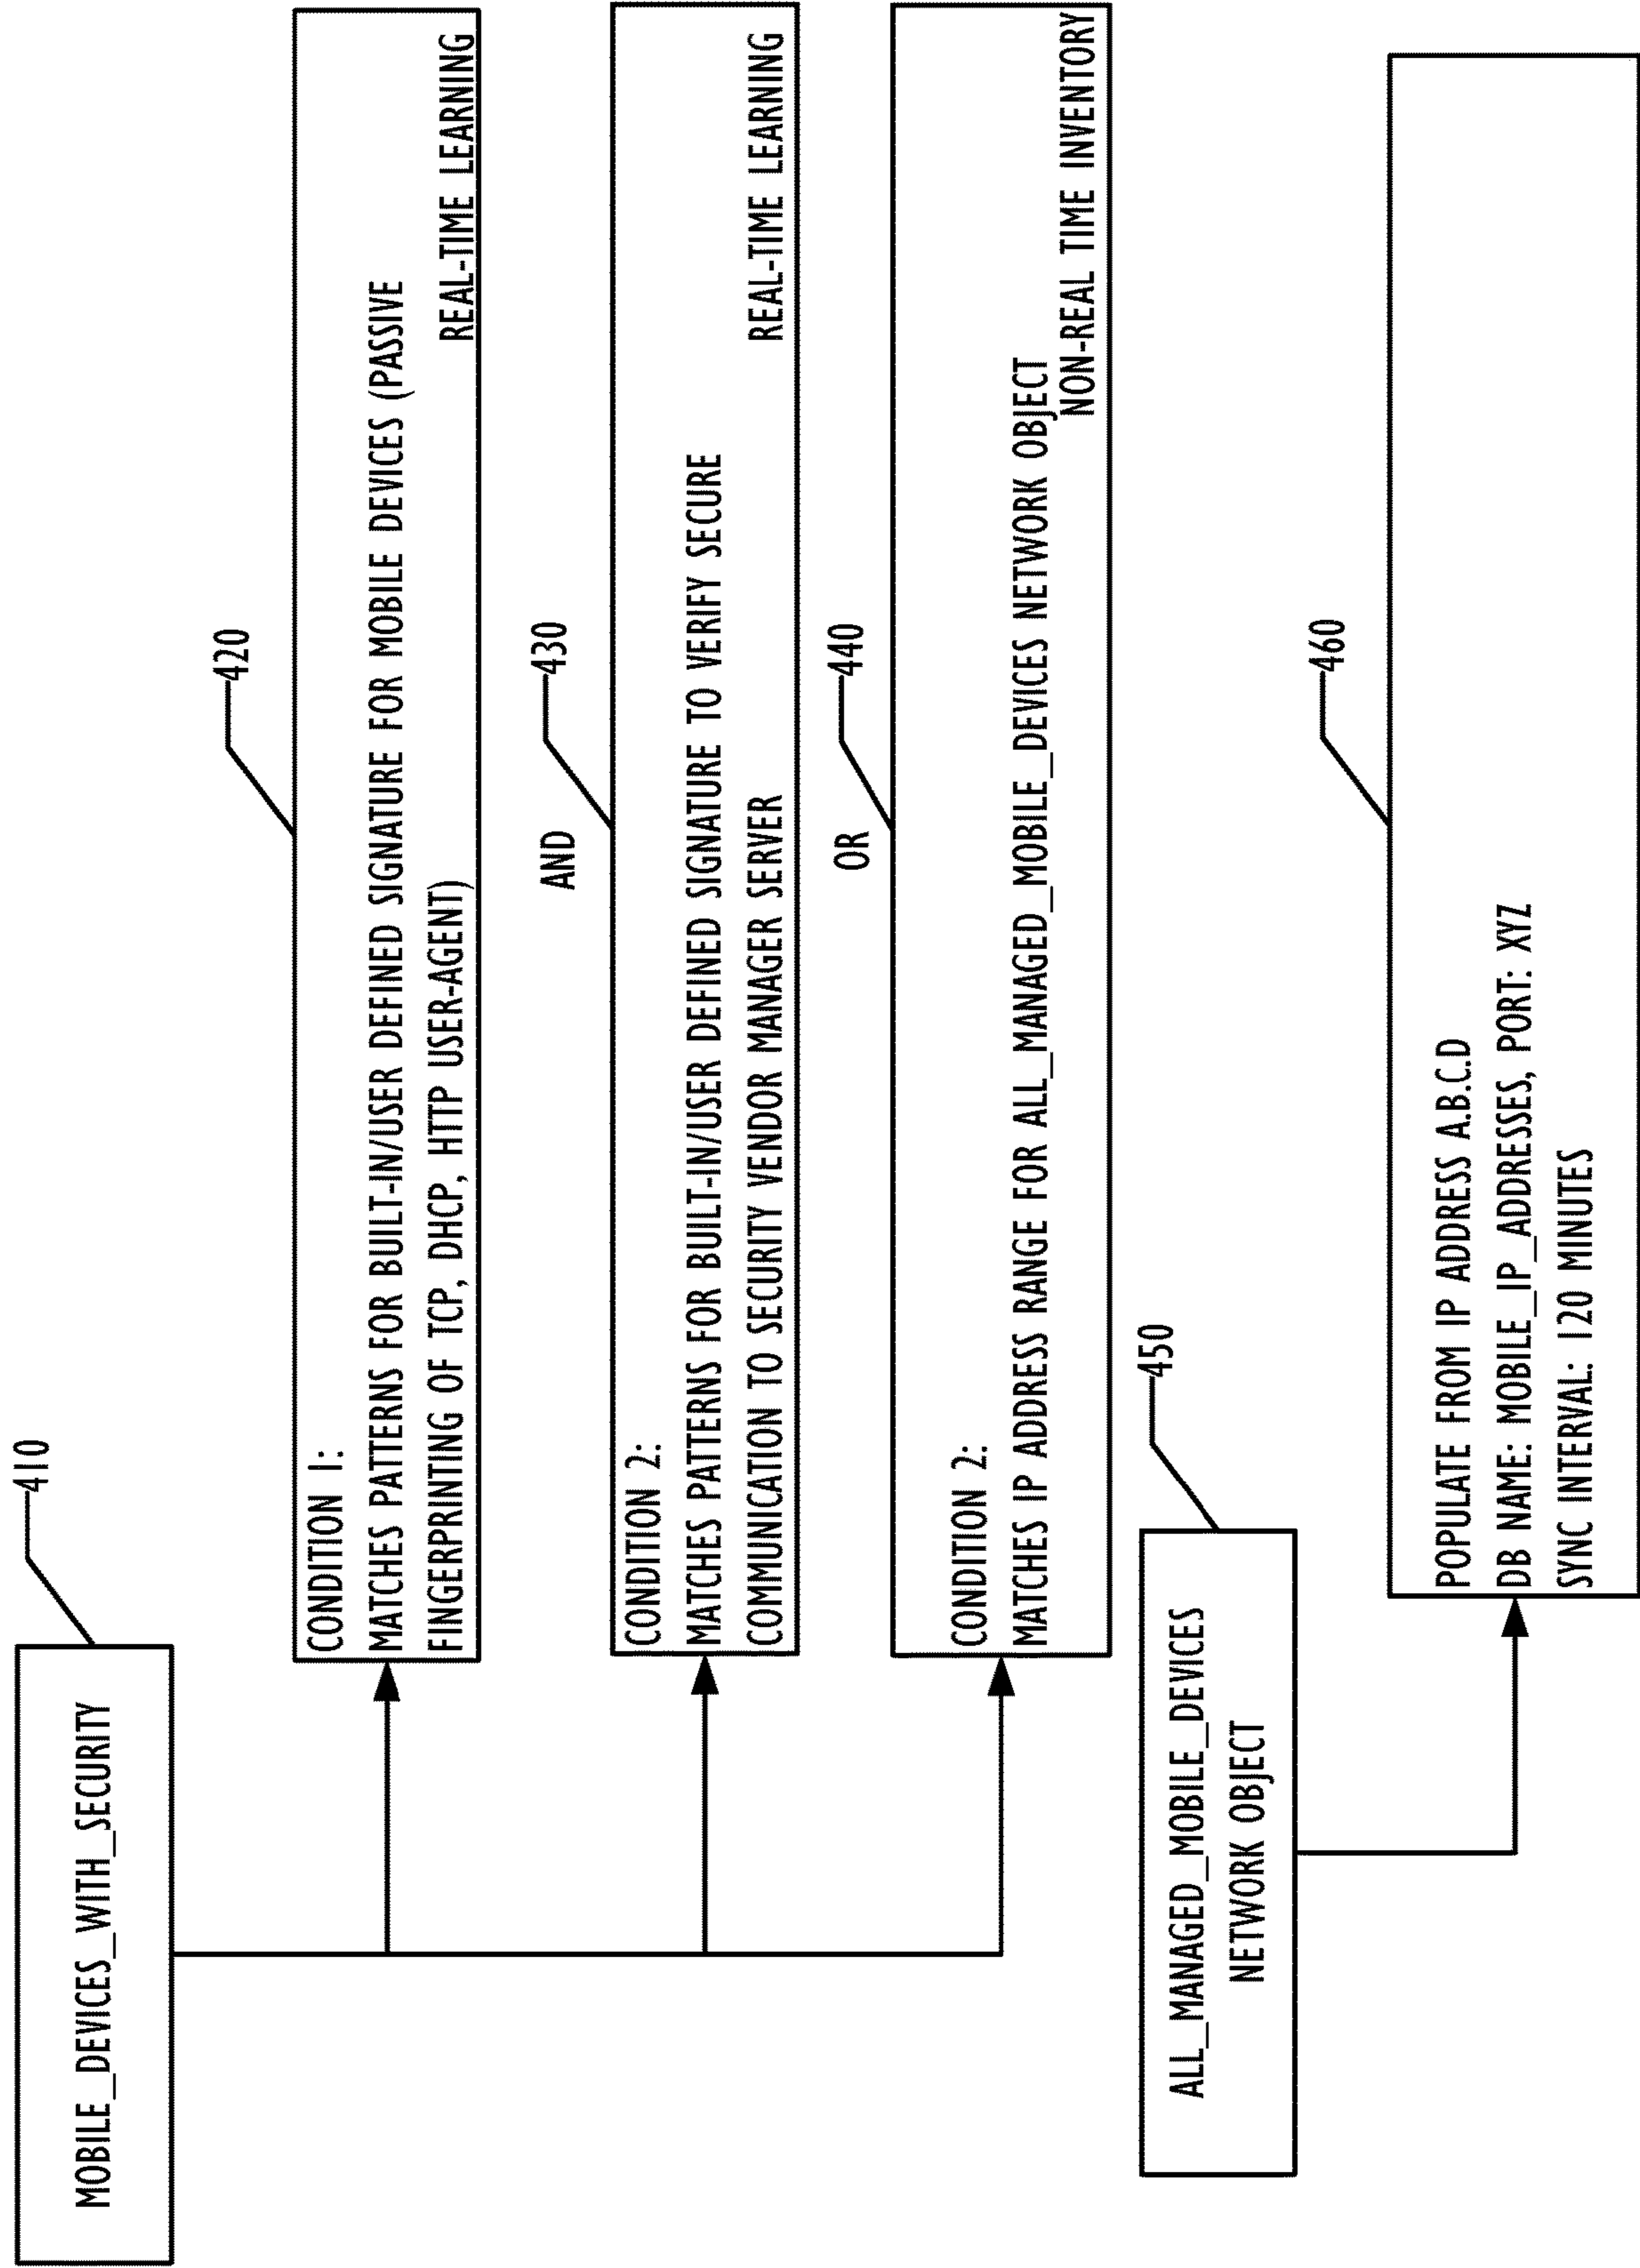 410
MOBILE_DEVICES_WITH_SECURITY
420
CONDITION 1:
MATCHES PATTERNS FOR BUILT-IN/USER DEFINED SIGNATURE FOR MOBILE DEVICES (PASSIVE
FINGERPRINTING OF TCP, DHCP, HTTP USER-AGENT)
REAL-TIME LEARNING
AND
430
CONDITION 2:
MATCHES PATTERNS FOR BUILT-IN/USER DEFINED SIGNATURE TO VERIFY SECURE
COMMUNICATION TO SECURITY VENDOR MANAGER SERVER
REAL-TIME LEARNING
OR
440
CONDITION 2:
MATCHES IP ADDRESS RANGE FOR ALL_MANAGED_MOBILE_DEVICES NETWORK OBJECT
NON-REAL TIME INVENTORY
450
ALL_MANAGED_MOBILE_DEVICES
NETWORK OBJECT
460
POPULATE FROM IP ADDRESS A.B.C.D
DB NAME: MOBILE_IP_ADDRESSES, PORT: XYZ
SYNC INTERVAL: 120 MINUTES